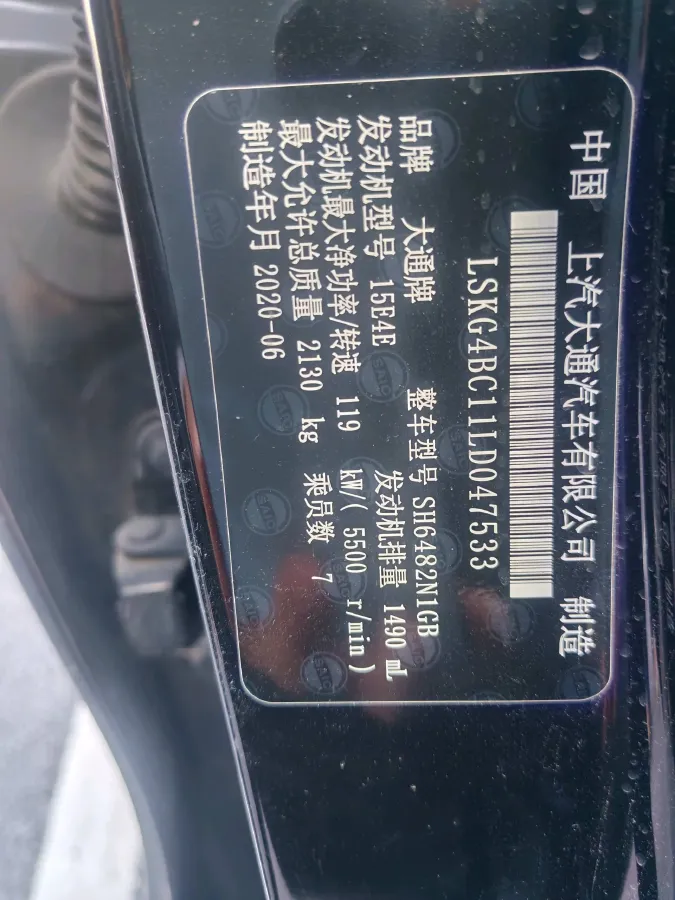 中国 上汽大通汽车有限公司 制造
LSKG4BC11LD047533
品牌 大通牌 整车型号 SH6482N1GB
发动机型号 15E4E 发动机排量 1490 mL
发动机最大净功率/转速 119 kW/( 5500 r/min)
最大允许总质量 2130 kg 乘员数 7
制造年月 2020-06
SAIC